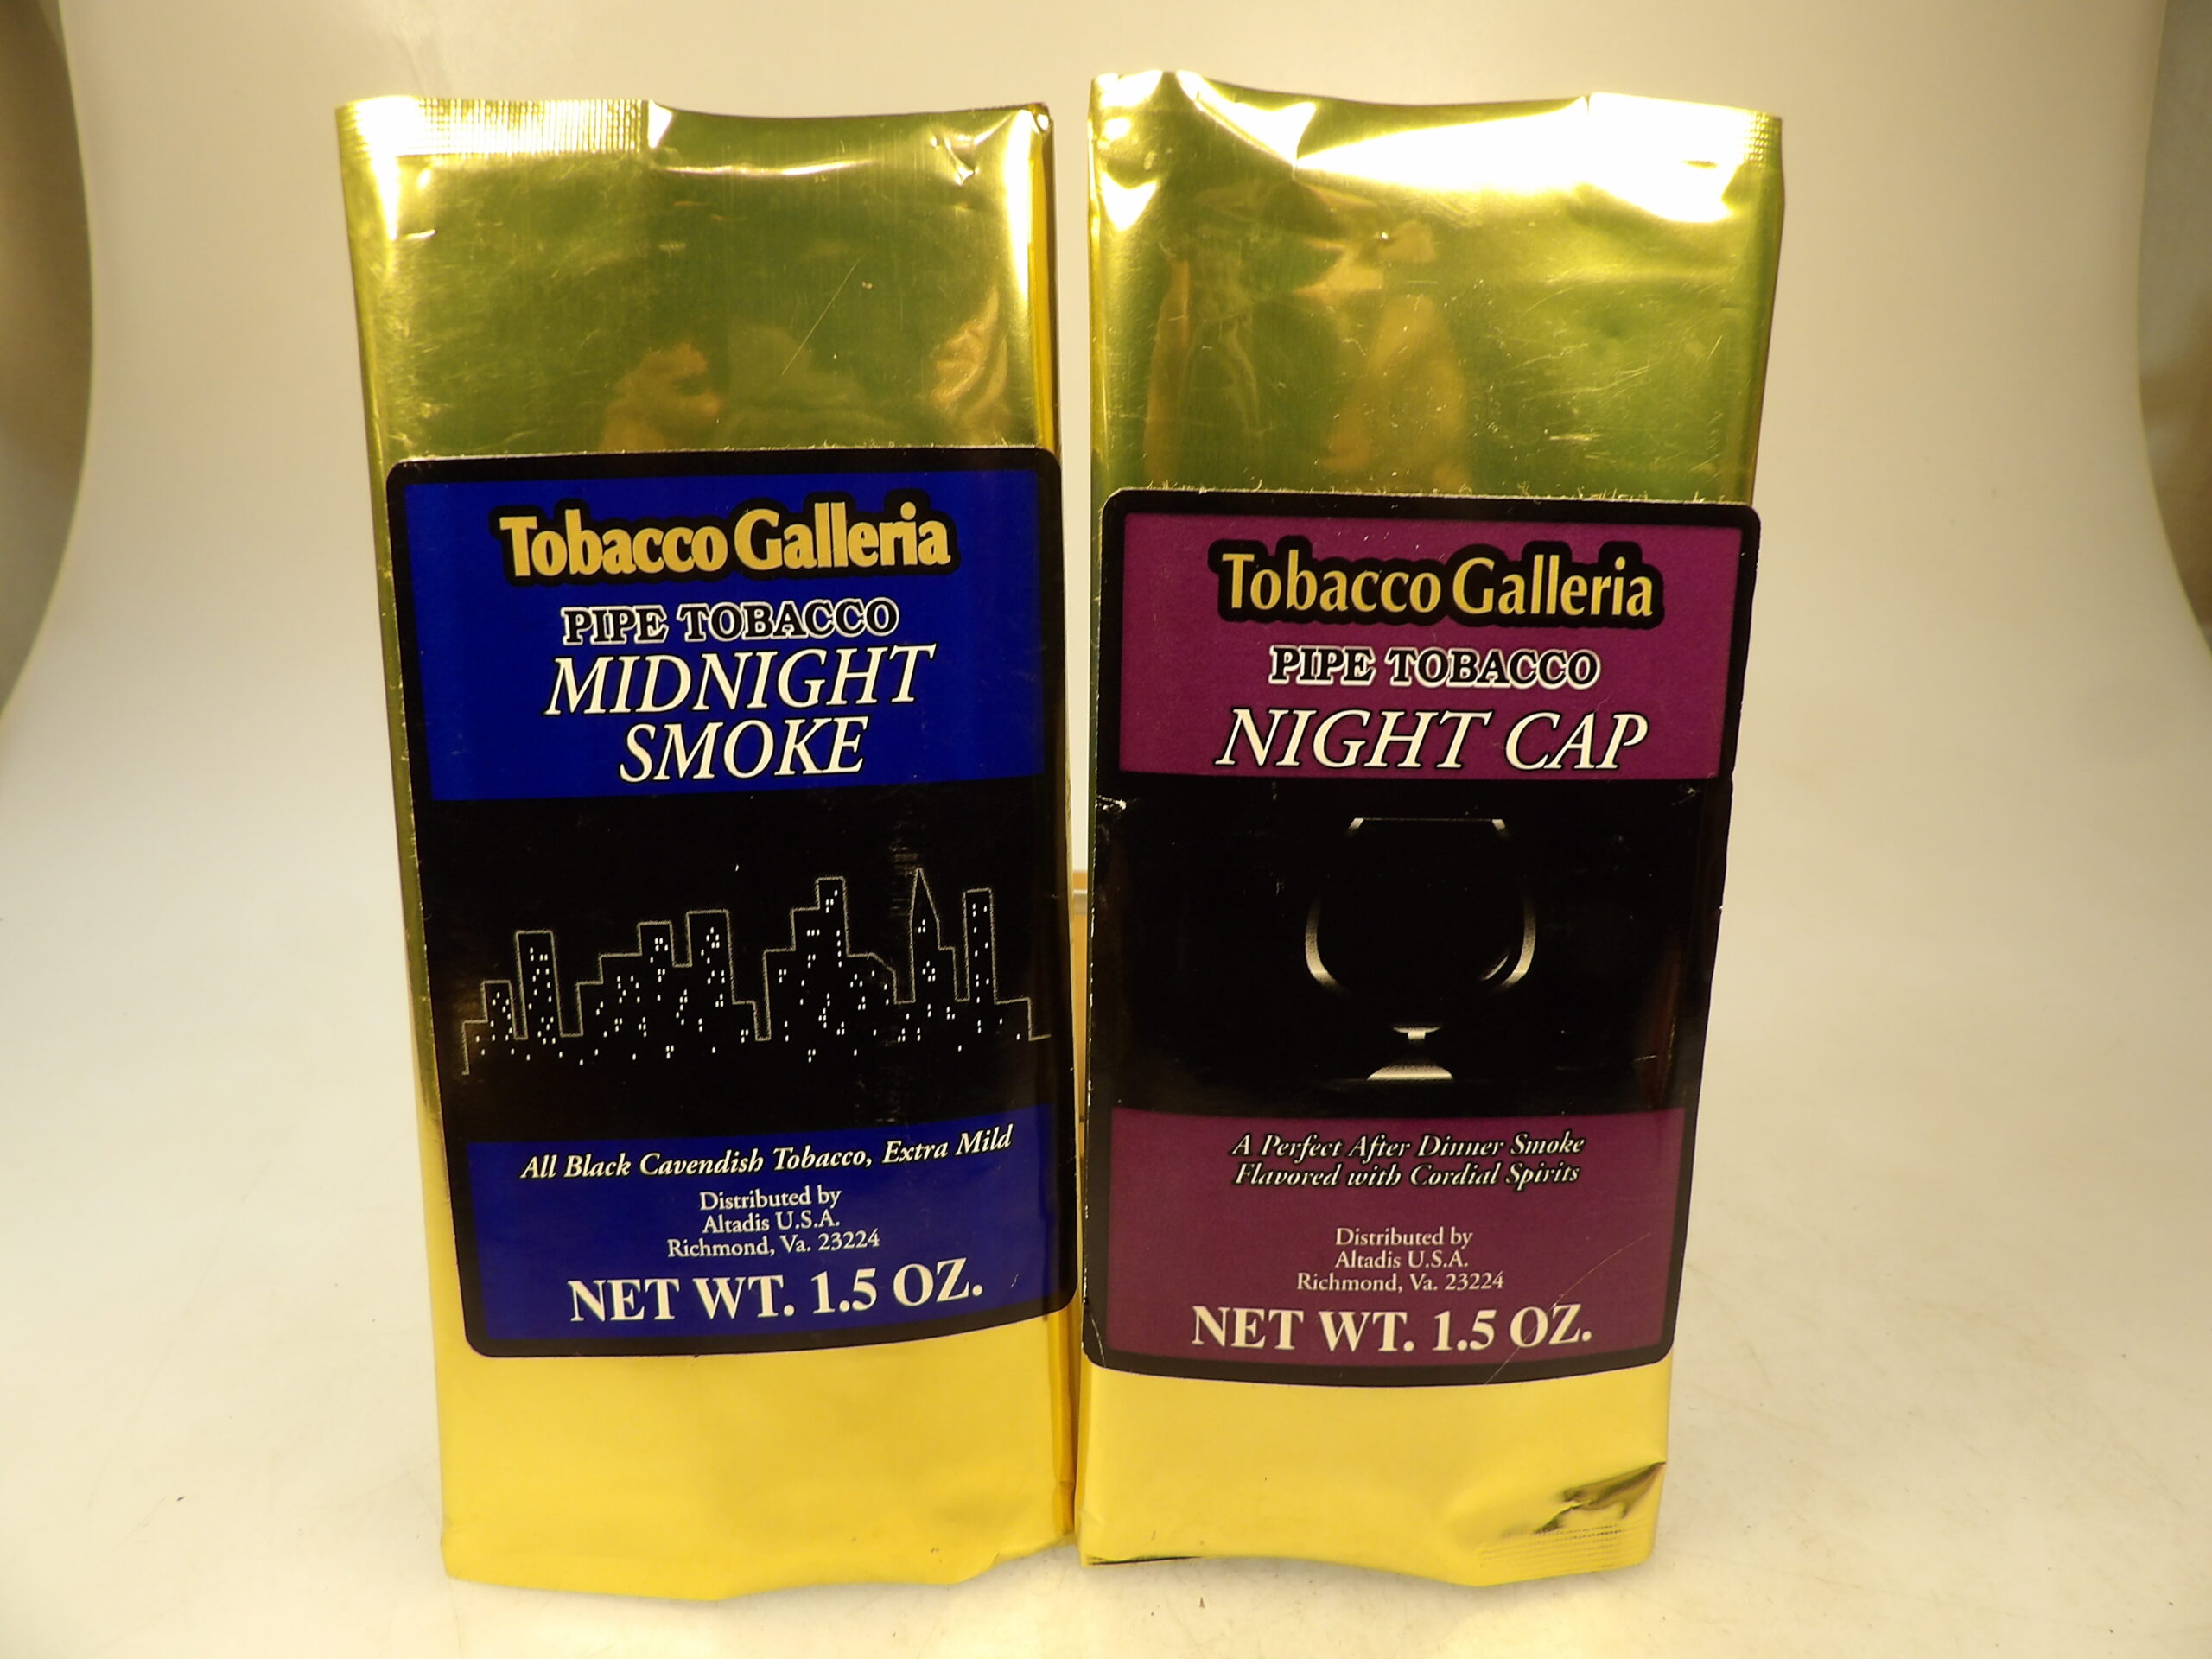 Tobacco Galleria
PIPE TOBACCO
MIDNIGHT
SMOKE
All Black Cavendish Tobacco, Extra Mild
Distributed by
Altadis U.S.A.
Richmond, Va. 23224
NET WT. 1.5 OZ.
Tobacco Galleria
PIPE TOBACCO
NIGHT CAP
A Perfect After Dinner Smoke
Flavored with Cordial Spirits
Distributed by
Altadis U.S.A.
Richmond, Va. 23224
NET WT. 1.5 OZ.